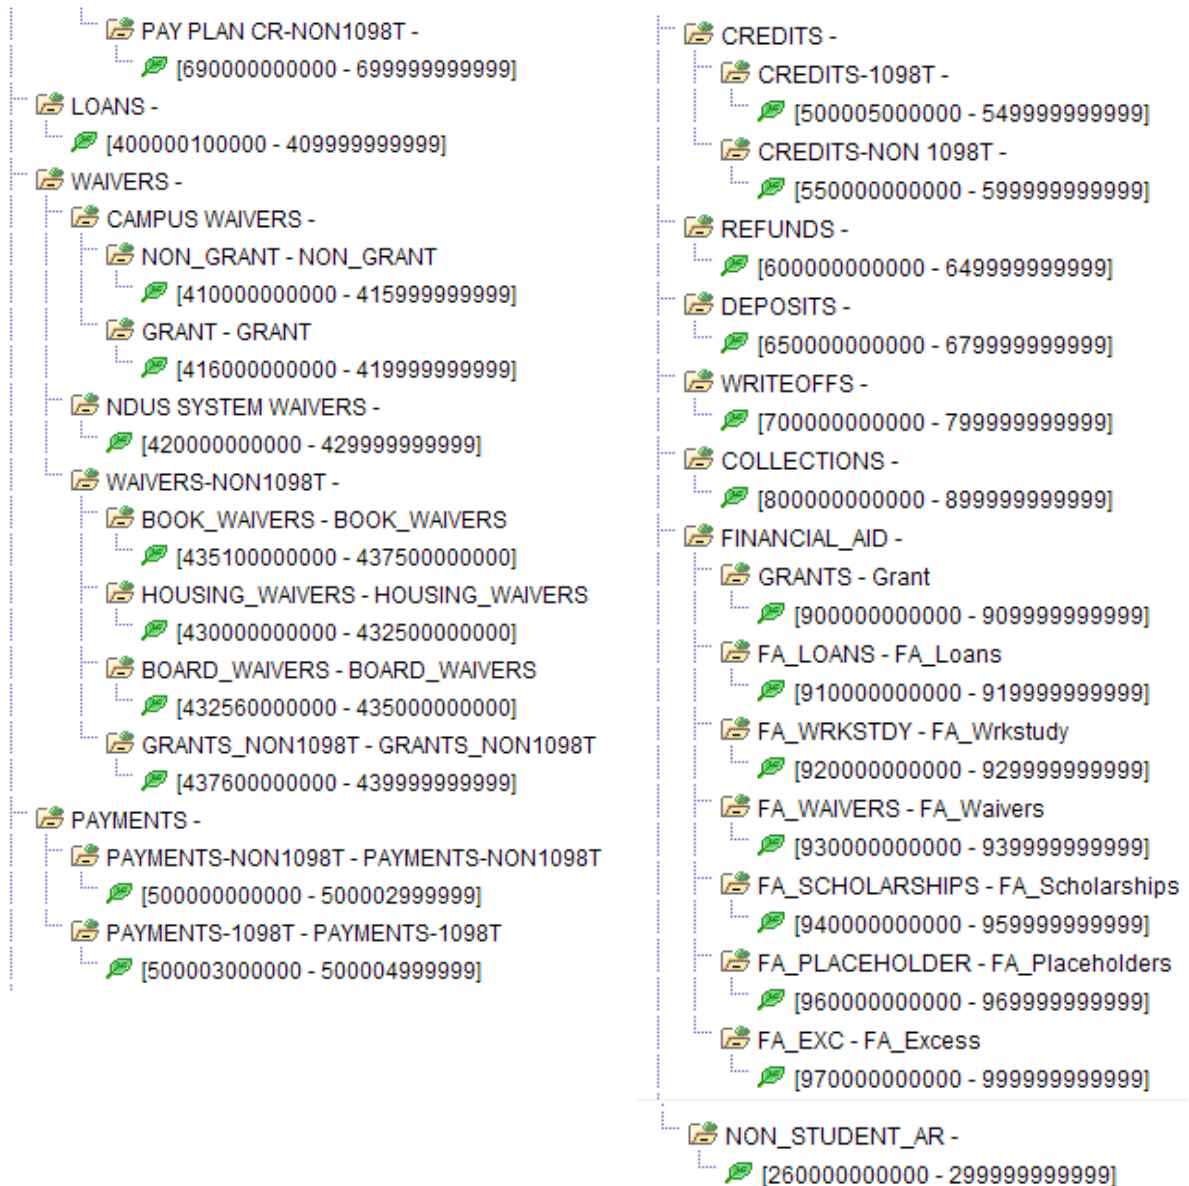 PAY PLAN CR-NON1098T -
[690000000000 - 699999999999]
LOANS -
[400000100000 - 409999999999]
WAIVERS -
CAMPUS WAIVERS -
NON_GRANT - NON_GRANT
[410000000000 - 415999999999]
GRANT - GRANT
[416000000000 - 419999999999]
NDUS SYSTEM WAIVERS -
[420000000000 - 429999999999]
WAIVERS-NON1098T -
BOOK_WAIVERS - BOOK_WAIVERS
[435100000000 - 437500000000]
HOUSING_WAIVERS - HOUSING_WAIVERS
[430000000000 - 432500000000]
BOARD_WAIVERS - BOARD_WAIVERS
[432560000000 - 435000000000]
GRANTS_NON1098T - GRANTS_NON1098T
[437600000000 - 439999999999]
PAYMENTS -
PAYMENTS-NON1098T - PAYMENTS-NON1098T
[500000000000 - 500002999999]
PAYMENTS-1098T - PAYMENTS-1098T
[500003000000 - 500004999999]
CREDITS -
CREDITS-1098T -
[500005000000 - 549999999999]
CREDITS-NON 1098T -
[550000000000 - 599999999999]
REFUNDS -
[600000000000 - 649999999999]
DEPOSITS -
[650000000000 - 679999999999]
WRITEOFFS -
[700000000000 - 799999999999]
COLLECTIONS -
[800000000000 - 899999999999]
FINANCIAL_AID -
GRANTS - Grant
[900000000000 - 909999999999]
FA_LOANS - FA_Loans
[910000000000 - 919999999999]
FA_WRKSTDY - FA_Wrkstudy
[920000000000 - 929999999999]
FA_WAIVERS - FA_Waivers
[930000000000 - 939999999999]
FA_SCHOLARSHIPS - FA_Scholarships
[940000000000 - 959999999999]
FA_PLACEHOLDER - FA_Placeholders
[960000000000 - 969999999999]
FA_EXC - FA_Excess
[970000000000 - 999999999999]
NON_STUDENT_AR -
[260000000000 - 299999999999]